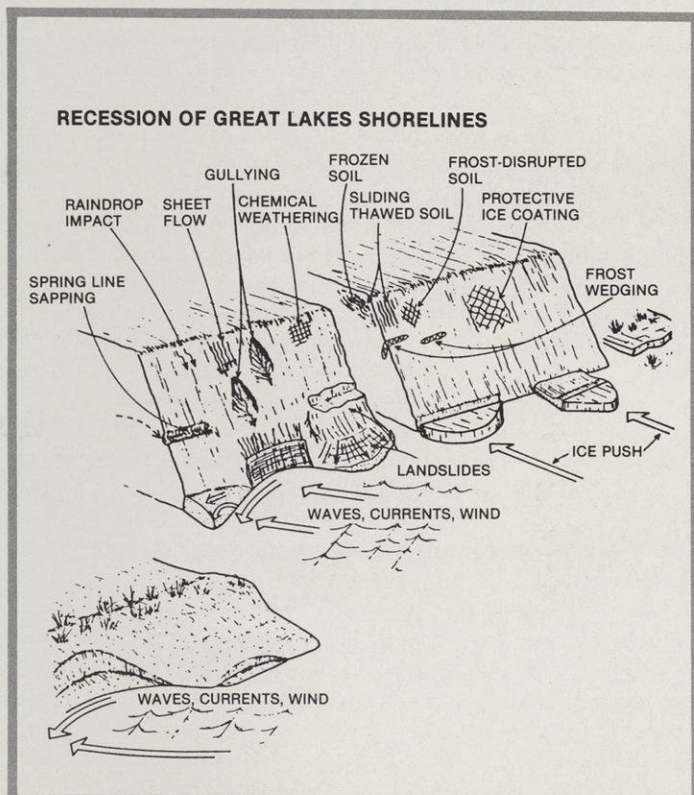 RECESSION OF GREAT LAKES SHORELINES
RAINDROP
IMPACT
SHEET
FLOW
GULLYING
CHEMICAL
WEATHERING
FROZEN
SOIL
SLIDING
THAWED SOIL
FROST-DISRUPTED
SOIL
PROTECTIVE
ICE COATING
SPRING LINE
SAPPING
FROST
WEDGING
ICE PUSH
LANDSLIDES
WAVES, CURRENTS, WIND
WAVES, CURRENTS, WIND